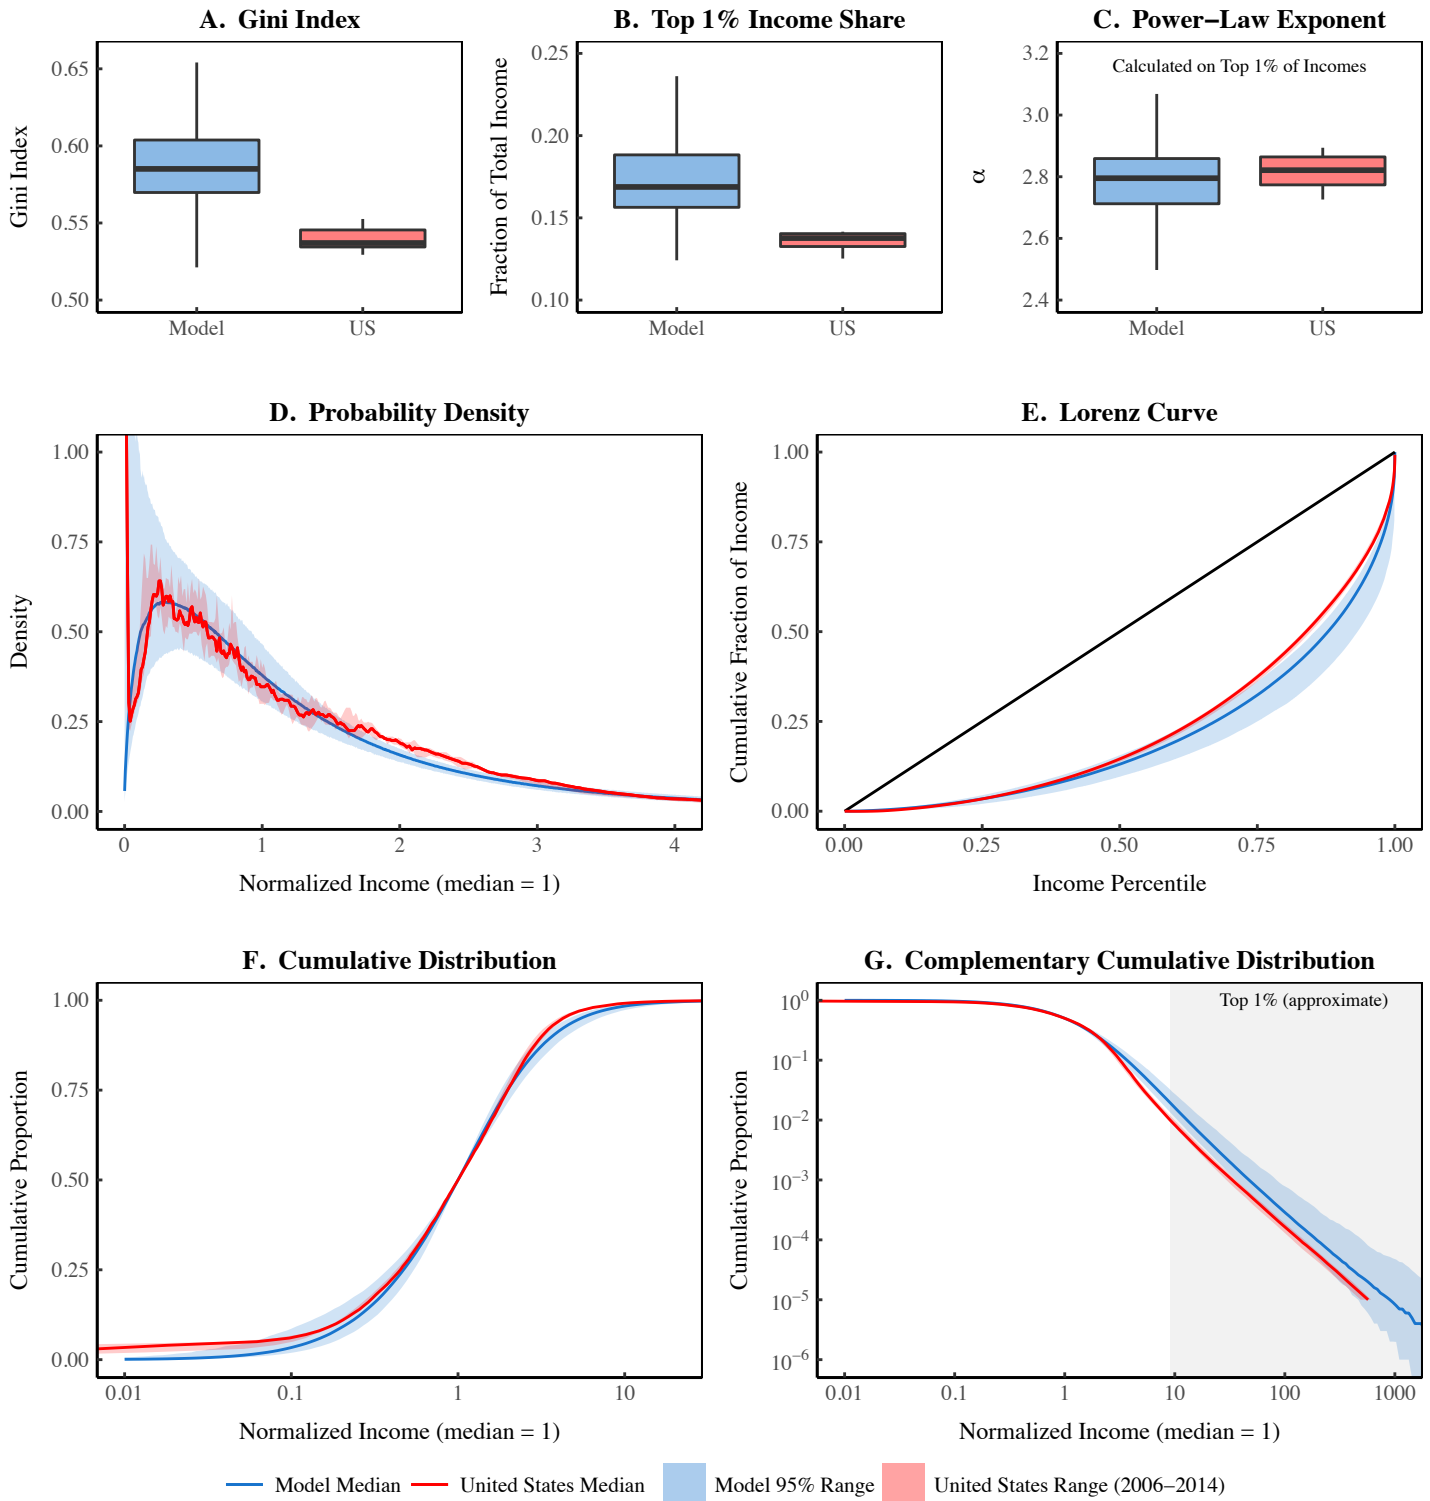 A. Gini Index
Gini Index
0.65
0.60
0.55
0.50
Model US
B. Top 1% Income Share
Fraction of Total Income
0.25
0.20
0.15
0.10
Model US
C. Power−Law Exponent
Calculated on Top 1% of Incomes
α
3.2
3.0
2.8
2.6
2.4
Model US
D. Probability Density
Density
1.00
0.75
0.50
0.25
0.00
0 1 2 3 4
Normalized Income (median = 1)
E. Lorenz Curve
Cumulative Fraction of Income
1.00
0.75
0.50
0.25
0.00
0.00 0.25 0.50 0.75 1.00
Income Percentile
F. Cumulative Distribution
Cumulative Proportion
1.00
0.75
0.50
0.25
0.00
0.01 0.1 1 10
Normalized Income (median = 1)
G. Complementary Cumulative Distribution
Top 1% (approximate)
Cumulative Proportion
10⁰
10⁻¹
10⁻²
10⁻³
10⁻⁴
10⁻⁵
10⁻⁶
0.01 0.1 1 10 100 1000
Normalized Income (median = 1)
Model Median United States Median Model 95% Range United States Range (2006−2014)